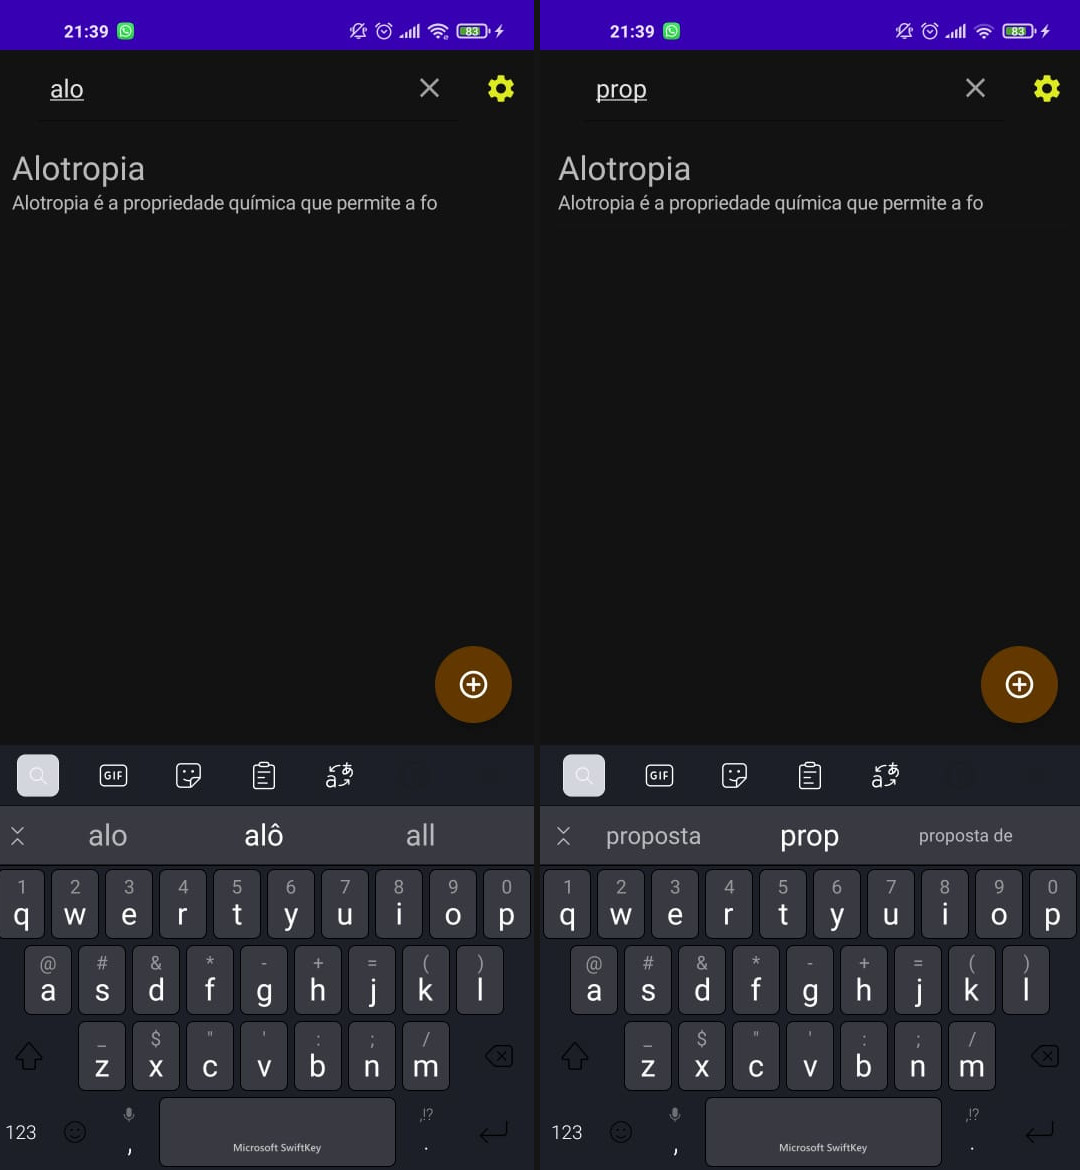 21:39
83
alo
Alotropia
Alotropia é a propriedade química que permite a fo
GIF
alo alô all
1 2 3 4 5 6 7 8 9 0
q w e r t y u i o p
@ # & * - + = ( )
a s d f g h j k l
_ $ " ' : ; /
z x c v b n m
123 , Microsoft SwiftKey ,!? .
21:39
83
prop
Alotropia
Alotropia é a propriedade química que permite a fo
GIF
proposta prop proposta de
1 2 3 4 5 6 7 8 9 0
q w e r t y u i o p
@ # & * - + = ( )
a s d f g h j k l
_ $ " ' : ; /
z x c v b n m
123 , Microsoft SwiftKey ,!? .